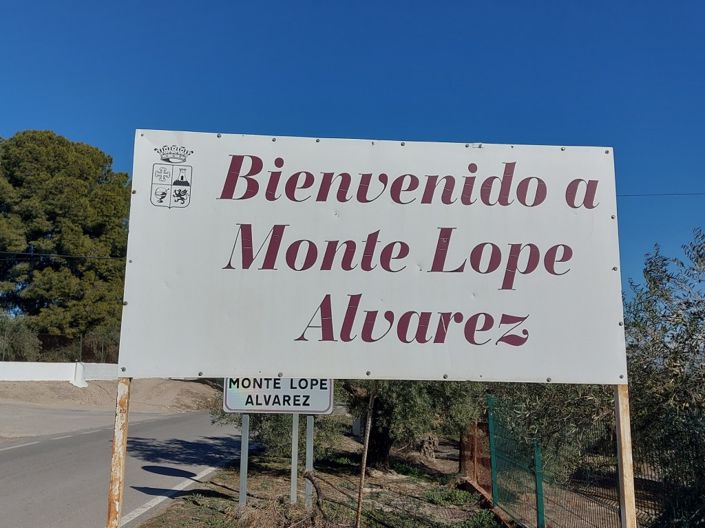 Bienvenido a
Monte Lope
Alvarez
MONTE LOPE
ALVAREZ